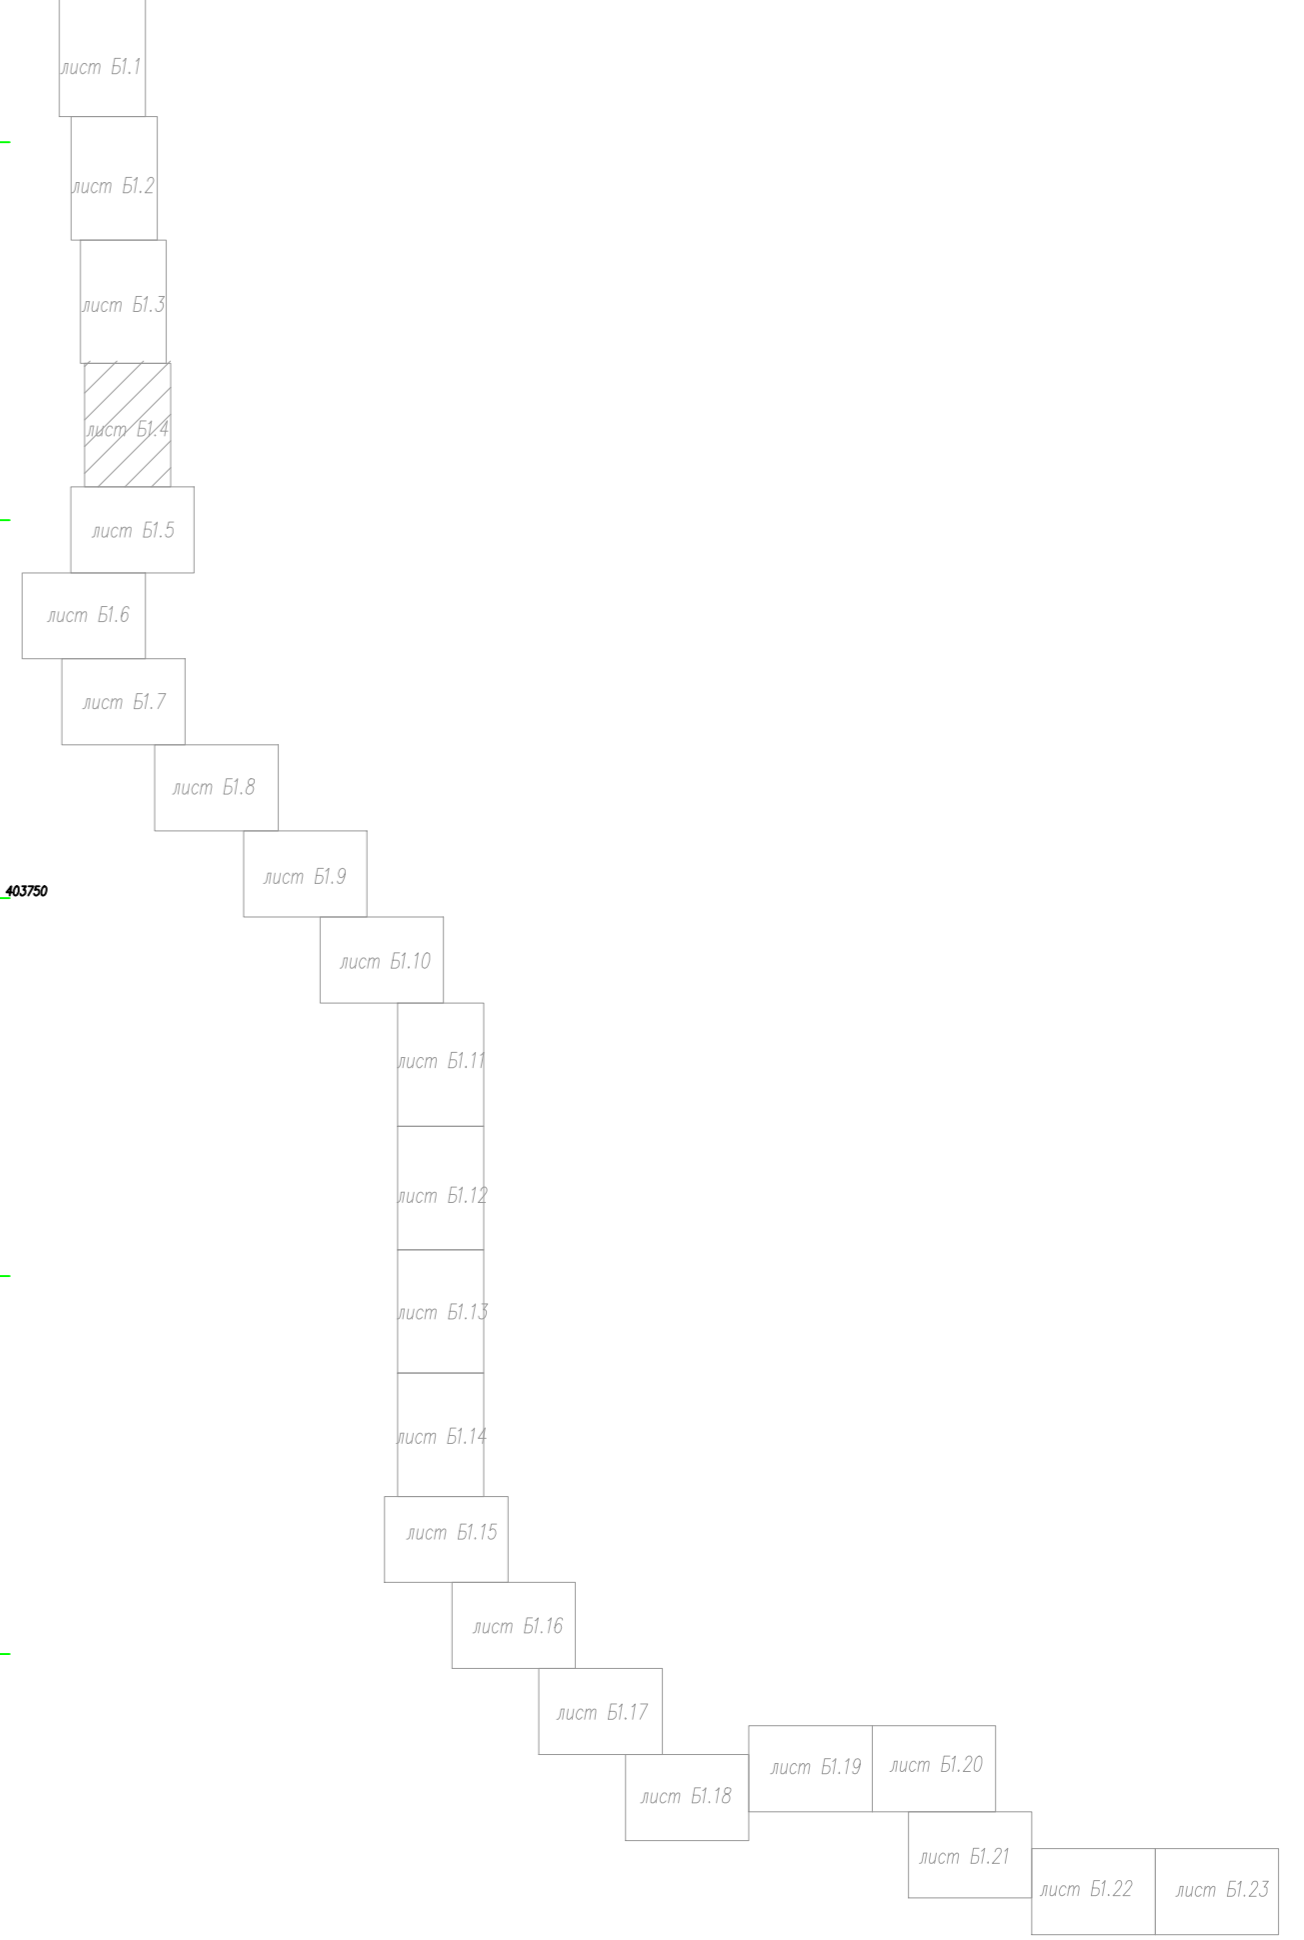 лист Б1.1
лист Б1.2
лист Б1.3
лист Б1.4
лист Б1.5
лист Б1.6
лист Б1.7
лист Б1.8
лист Б1.9
403750
лист Б1.10
лист Б1.11
лист Б1.12
лист Б1.13
лист Б1.14
лист Б1.15
лист Б1.16
лист Б1.17
лист Б1.18
лист Б1.19
лист Б1.20
лист Б1.21
лист Б1.22
лист Б1.23